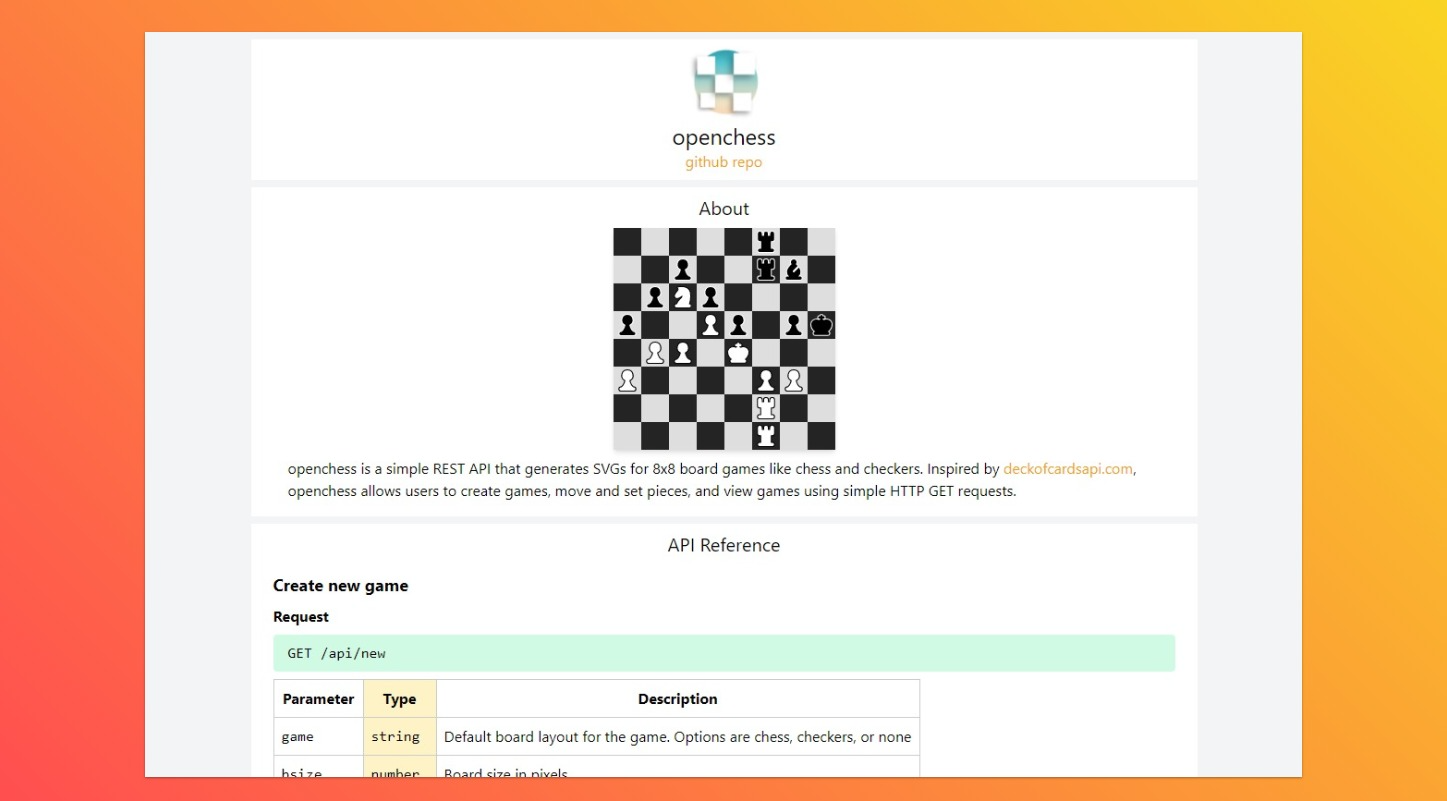 openchess
github repo
About
openchess is a simple REST API that generates SVGs for 8x8 board games like chess and checkers. Inspired by deckofcardsapi.com,
openchess allows users to create games, move and set pieces, and view games using simple HTTP GET requests.
API Reference
Create new game
Request
GET /api/new
Parameter Type Description
game string Default board layout for the game. Options are chess, checkers, or none
bsize number Board size in pixels